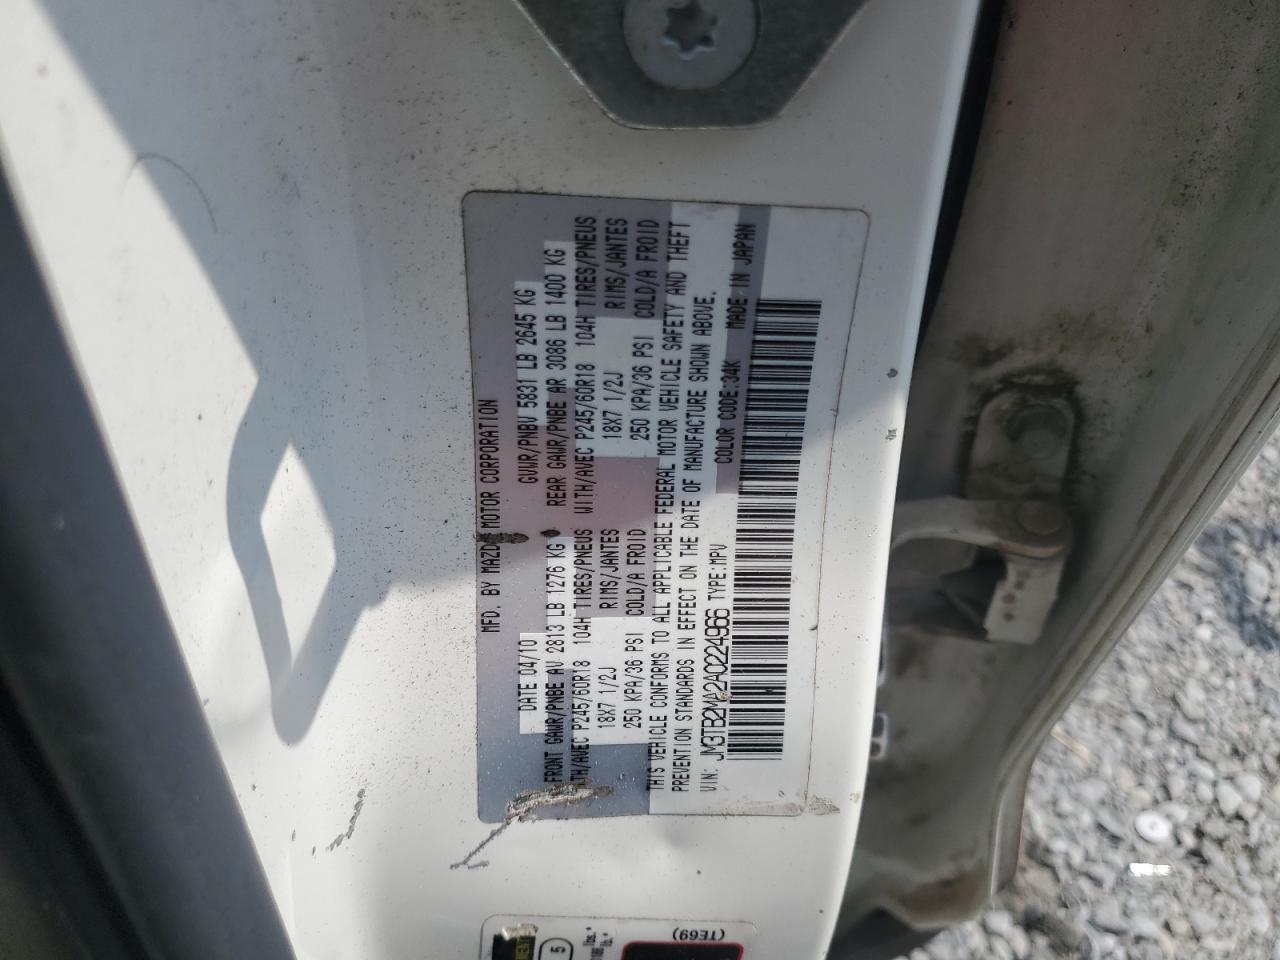 MFD. BY MAZDA MOTOR CORPORATION
DATE 04/10 GVWR/PNBV 5831 LB 2645 KG
FRONT GAWR/PNBE AV 2813 LB 1276 KG REAR GAWR/PNBE AR 3086 LB 1400 KG
WITH/AVEC P245/60R18 104H TIRES/PNEUS WITH/AVEC P245/60R18 104H TIRES/PNEUS
18X7 1/2J RIMS/JANTES 18X7 1/2J RIMS/JANTES
250 KPA/36 PSI COLD/A FROID 250 KPA/36 PSI COLD/A FROID
THIS VEHICLE CONFORMS TO ALL APPLICABLE FEDERAL MOTOR VEHICLE SAFETY AND THEFT
PREVENTION STANDARDS IN EFFECT ON THE DATE OF MANUFACTURE SHOWN ABOVE.
VIN: JM3TB2MA2A0224966 TYPE:MPV COLOR CODE:34K MADE IN JAPAN
(TE69)
5
lbs.*
lb.*